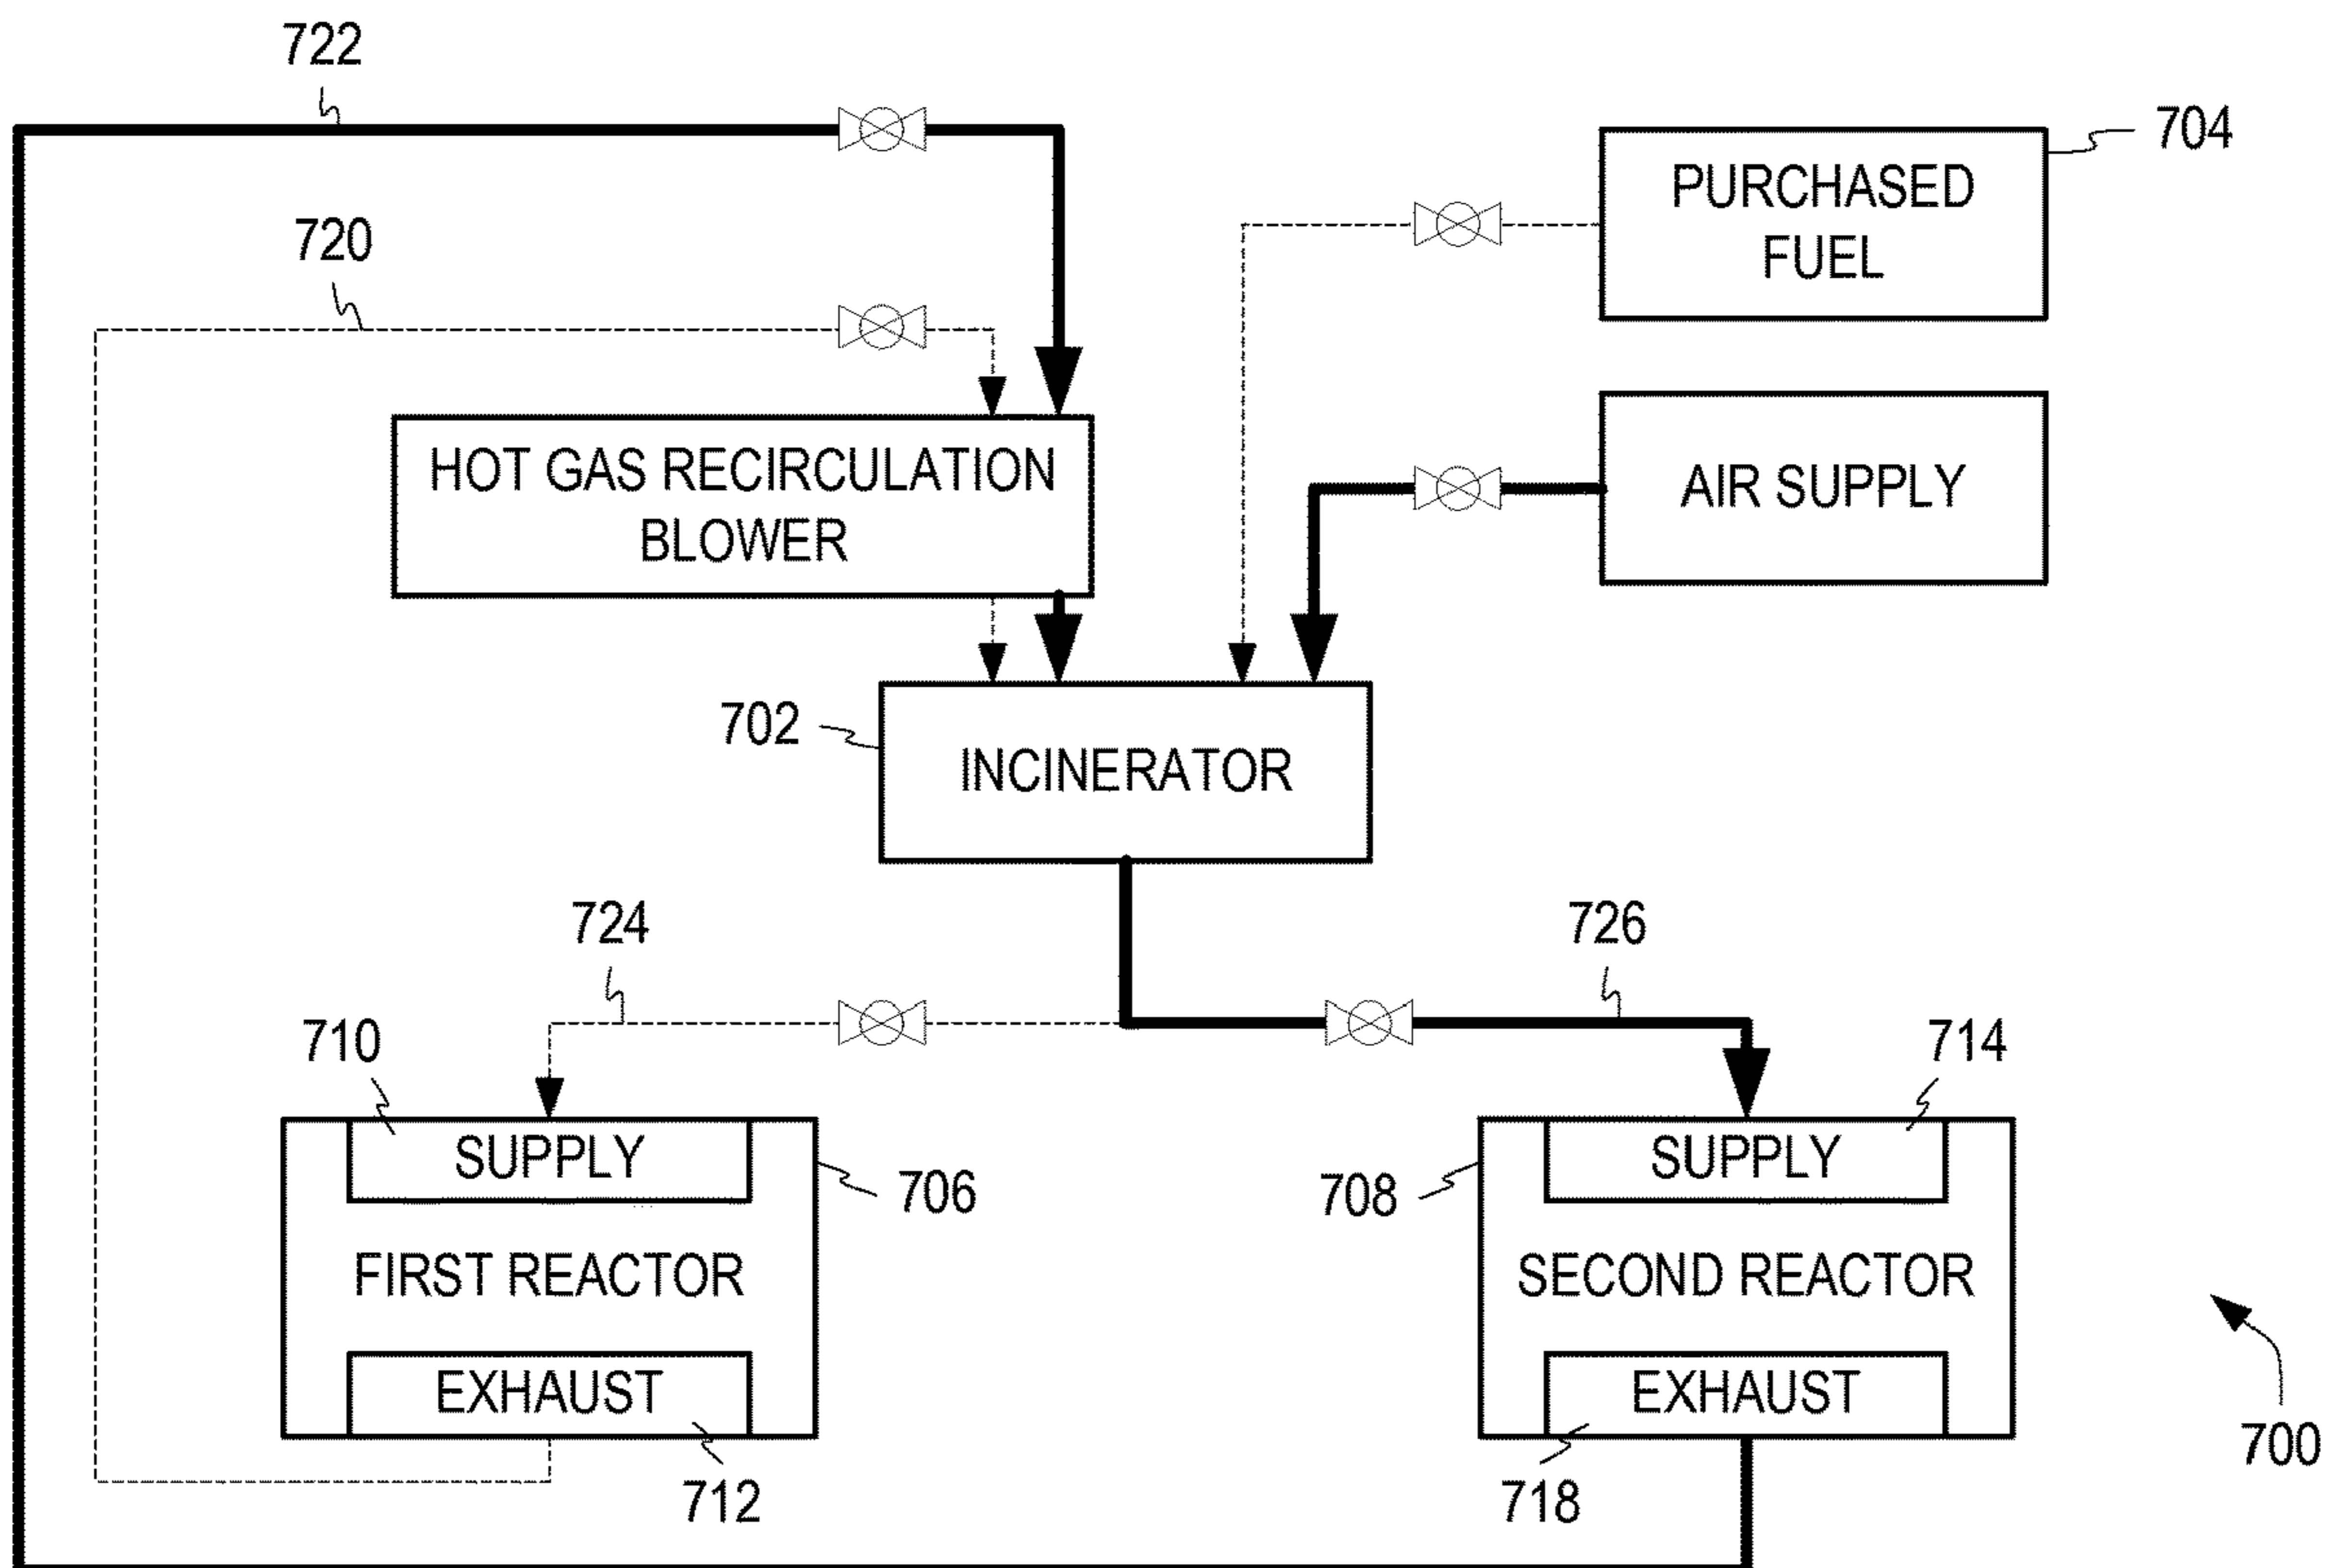 722
704
PURCHASED
FUEL
720
HOT GAS RECIRCULATION
BLOWER
AIR SUPPLY
702
INCINERATOR
724
726
710
714
SUPPLY
SUPPLY
706
708
FIRST REACTOR
SECOND REACTOR
EXHAUST
EXHAUST
700
712
718